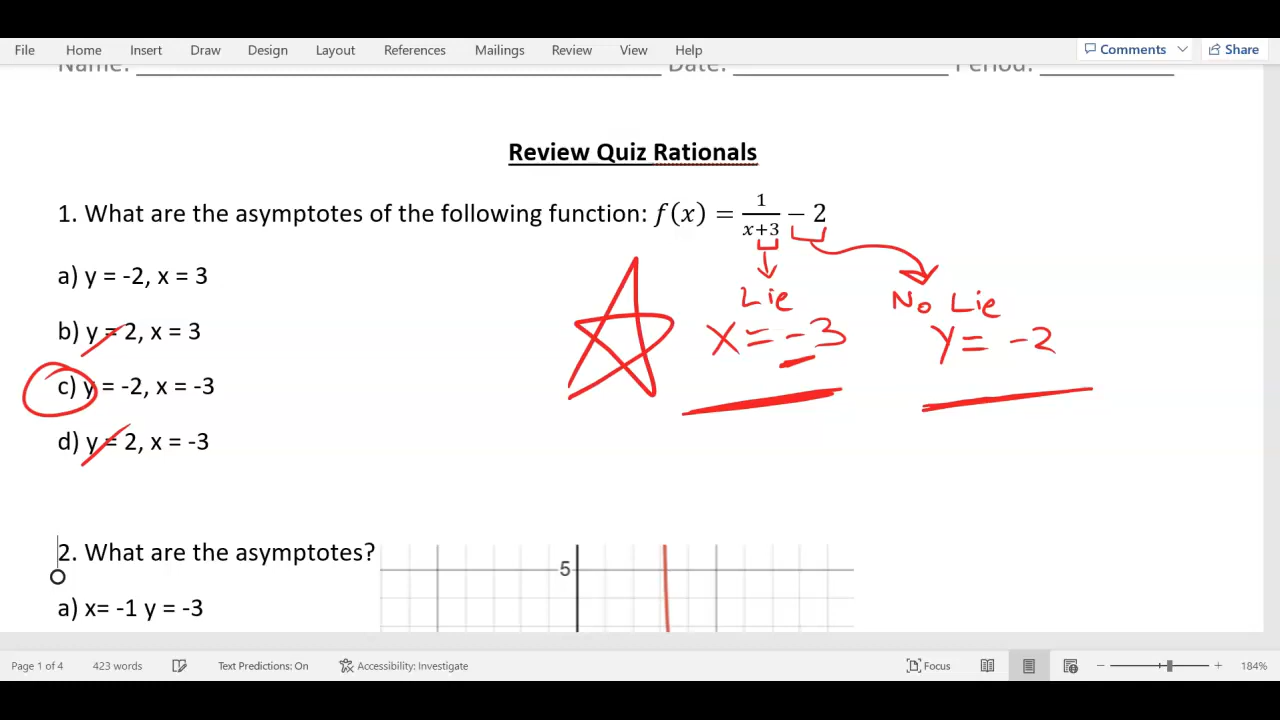 File Home Insert Draw Design Layout References Mailings Review View Help Comments Share
Name: Date: Period:
Review Quiz Rationals
1. What are the asymptotes of the following function: f(x) = 1/(x+3) − 2
a) y = -2, x = 3
b) y = 2, x = 3
c) y = -2, x = -3
d) y = 2, x = -3
Lie
x = -3
No Lie
y = -2
2. What are the asymptotes?
5
a) x= -1 y = -3
Page 1 of 4 423 words Text Predictions: On Accessibility: Investigate Focus 184%